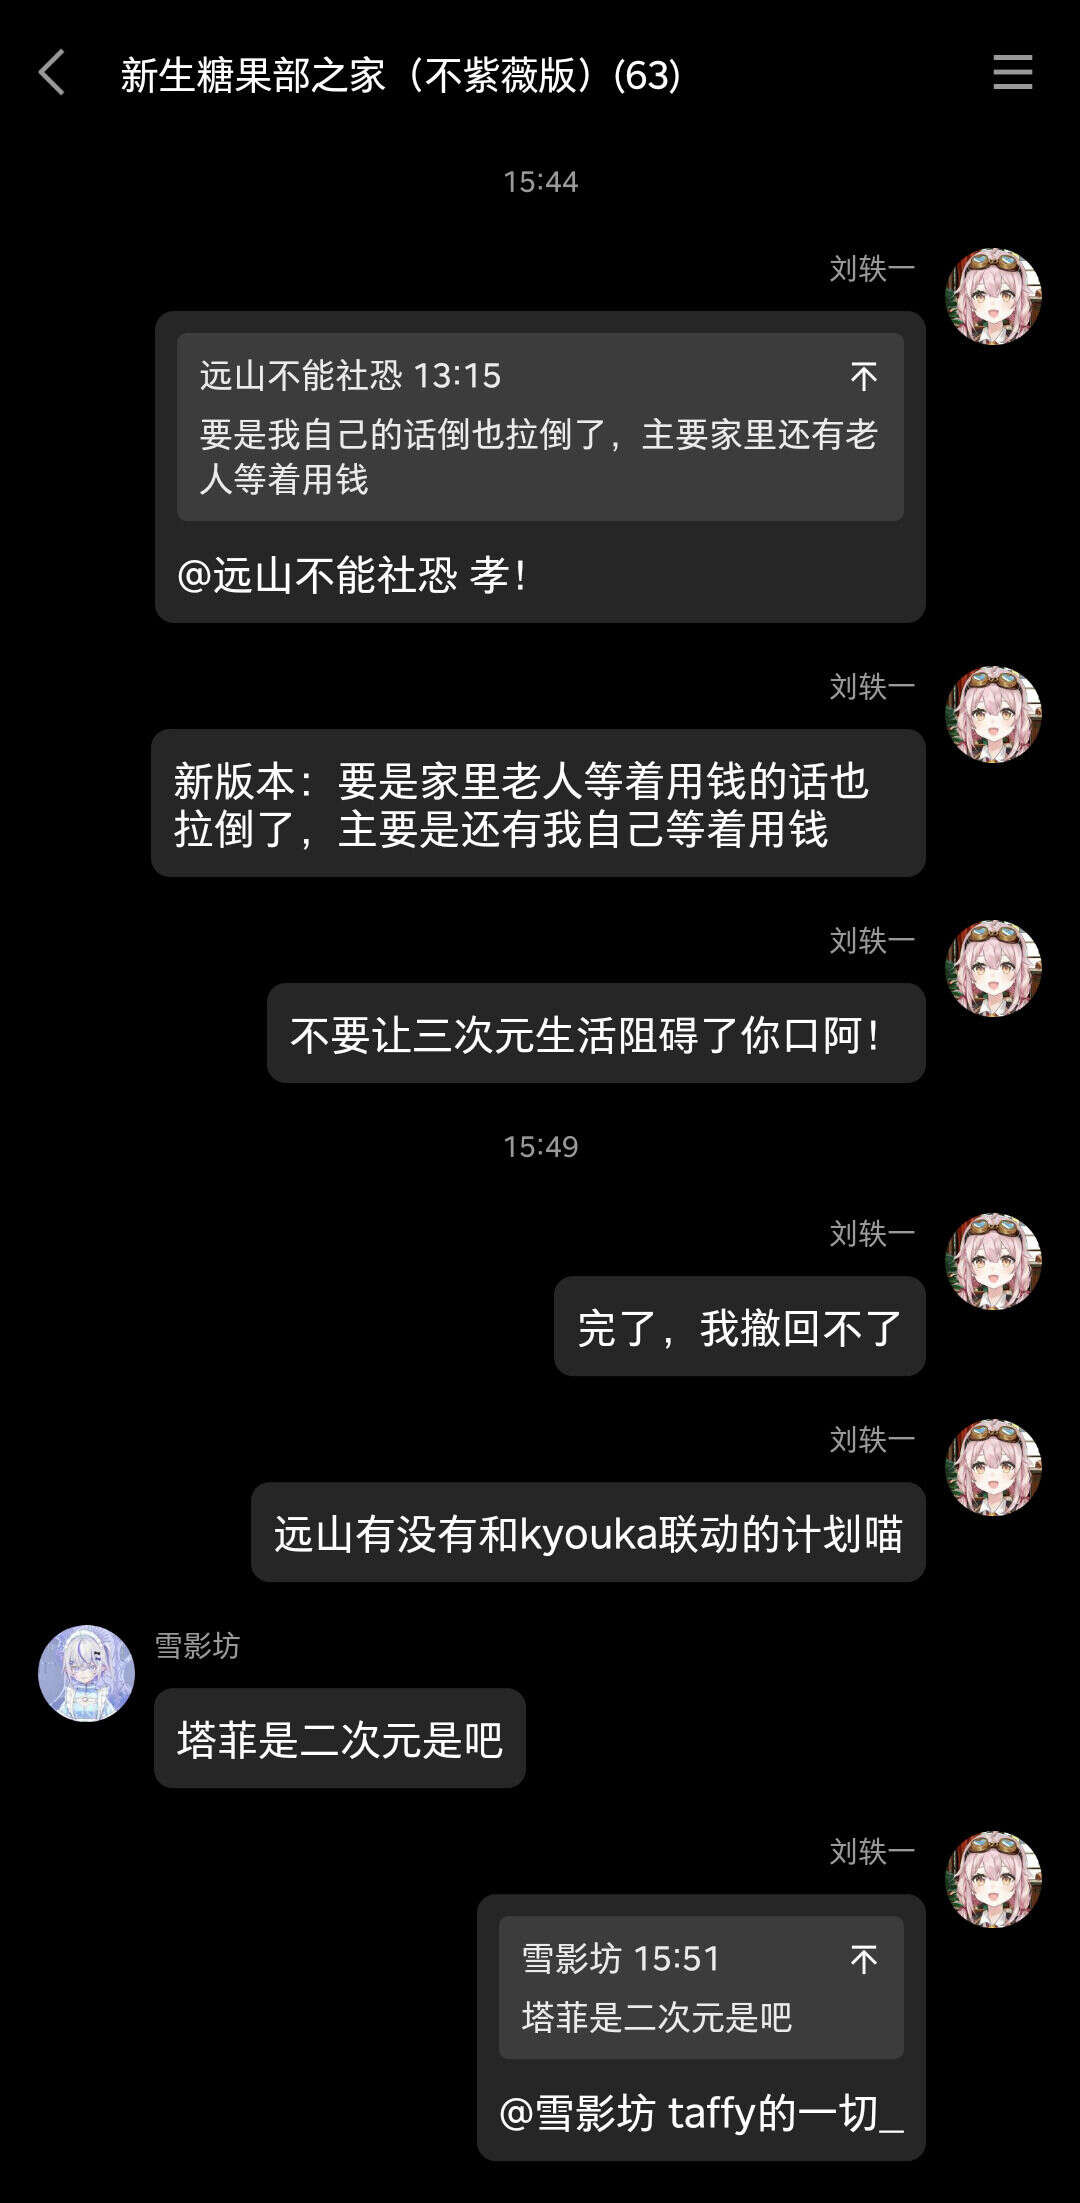 新生糖果部之家（不紫薇版）(63)
15:44
刘轶一
远山不能社恐 13:15
要是我自己的话倒也拉倒了，主要家里还有老
人等着用钱
@远山不能社恐 孝！
刘轶一
新版本：要是家里老人等着用钱的话也
拉倒了，主要是还有我自己等着用钱
刘轶一
不要让三次元生活阻碍了你口阿！
15:49
刘轶一
完了，我撤回不了
刘轶一
远山有没有和kyouka联动的计划喵
雪影坊
塔菲是二次元是吧
刘轶一
雪影坊 15:51
塔菲是二次元是吧
@雪影坊 taffy的一切_